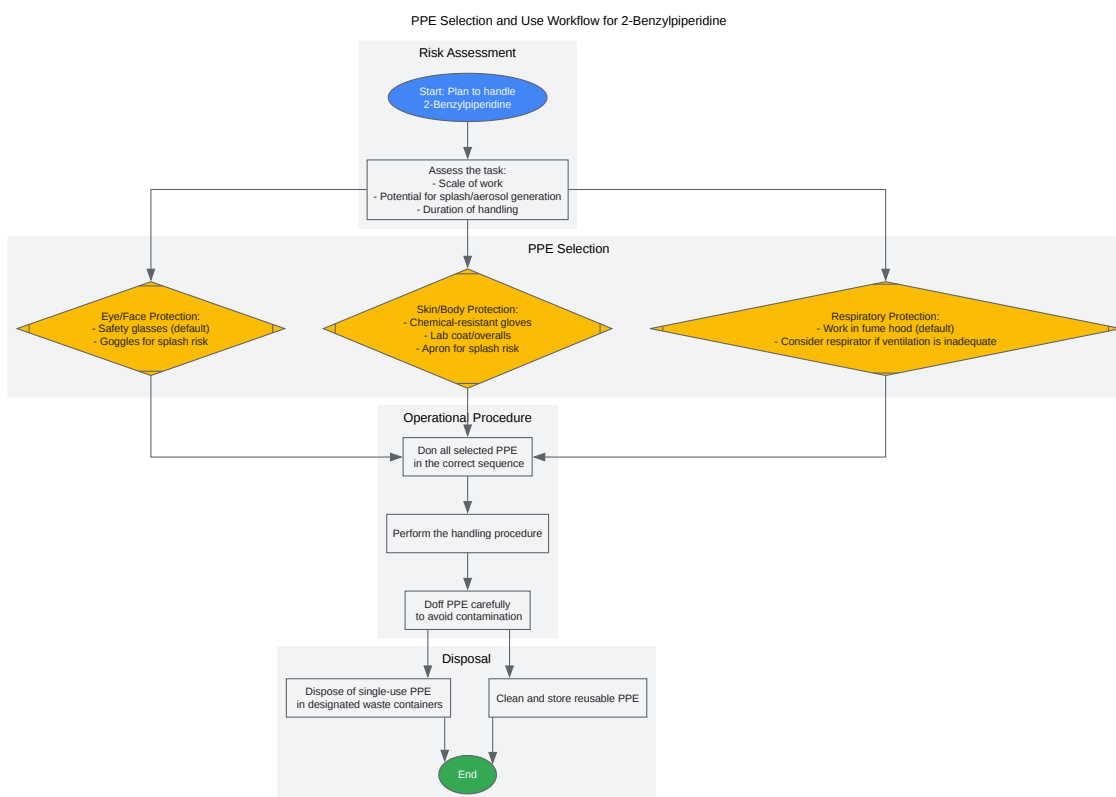 PPE Selection and Use Workflow for 2-Benzylpiperidine
Risk Assessment
Start: Plan to handle
2-Benzylpiperidine
Assess the task:
- Scale of work
- Potential for splash/aerosol generation
- Duration of handling
PPE Selection
Eye/Face Protection:
- Safety glasses (default)
- Goggles for splash risk
Skin/Body Protection:
- Chemical-resistant gloves
- Lab coat/overalls
- Apron for splash risk
Respiratory Protection:
- Work in fume hood (default)
- Consider respirator if ventilation is inadequate
Operational Procedure
Don all selected PPE
in the correct sequence
Perform the handling procedure
Doff PPE carefully
to avoid contamination
Disposal
Dispose of single-use PPE
in designated waste containers
Clean and store reusable PPE
End